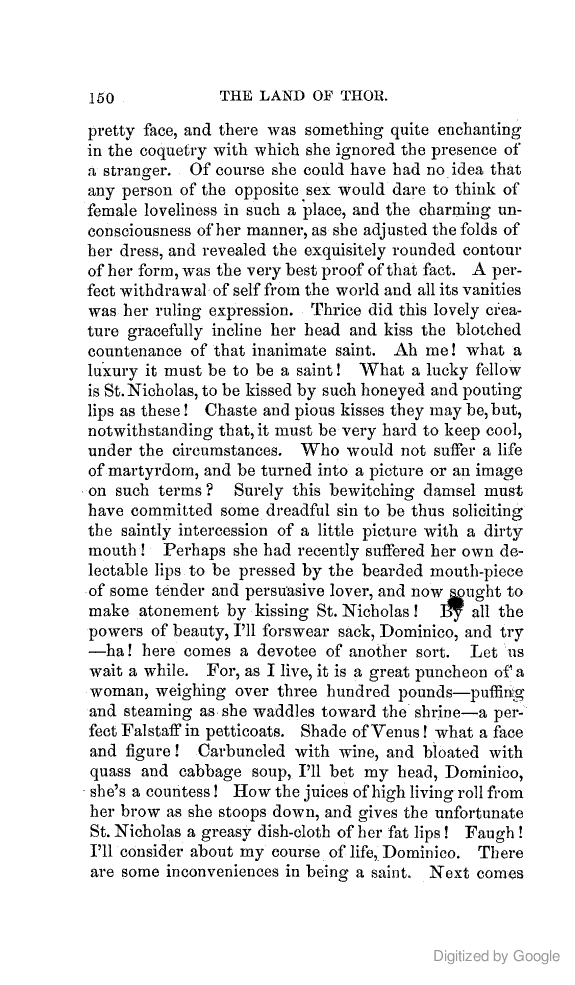 150 THE LAND OF THOR.
pretty face, and there was something quite enchanting
in the coquetry with which she ignored the presence of
a stranger. Of course she could have had no idea that
any person of the opposite sex would dare to think of
female loveliness in such a place, and the charming un-
consciousness of her manner, as she adjusted the folds of
her dress, and revealed the exquisitely rounded contour
of her form, was the very best proof of that fact. A per-
fect withdrawal of self from the world and all its vanities
was her ruling expression. Thrice did this lovely crea-
ture gracefully incline her head and kiss the blotched
countenance of that inanimate saint. Ah me! what a
luxury it must be to be a saint! What a lucky fellow
is St. Nicholas, to be kissed by such honeyed and pouting
lips as these! Chaste and pious kisses they may be, but,
notwithstanding that, it must be very hard to keep cool,
under the circumstances. Who would not suffer a life
of martyrdom, and be turned into a picture or an image
on such terms? Surely this bewitching damsel must
have committed some dreadful sin to be thus soliciting
the saintly intercession of a little picture with a dirty
mouth! Perhaps she had recently suffered her own de-
lectable lips to be pressed by the bearded mouth-piece
of some tender and persuasive lover, and now sought to
make atonement by kissing St. Nicholas! By all the
powers of beauty, I'll forswear sack, Dominico, and try
—ha! here comes a devotee of another sort. Let us
wait a while. For, as I live, it is a great puncheon of a
woman, weighing over three hundred pounds—puffing
and steaming as she waddles toward the shrine—a per-
fect Falstaff in petticoats. Shade of Venus! what a face
and figure! Carbuncled with wine, and bloated with
quass and cabbage soup, I'll bet my head, Dominico,
she's a countess! How the juices of high living roll from
her brow as she stoops down, and gives the unfortunate
St. Nicholas a greasy dish-cloth of her fat lips! Faugh!
I'll consider about my course of life, Dominico. There
are some inconveniences in being a saint. Next comes
Digitized by Google